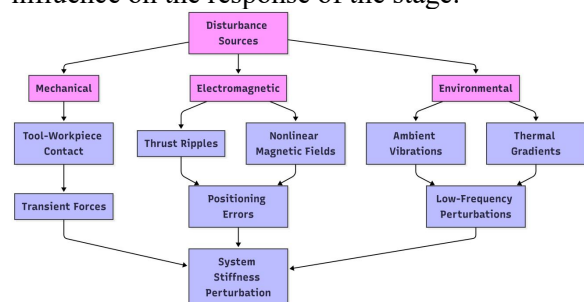 influence on the response of the stage.
Disturbance
Sources
Mechanical
Electromagnetic
Environmental
Tool-Workpiece
Contact
Thrust Ripples
Nonlinear
Magnetic Fields
Ambient
Vibrations
Thermal
Gradients
Transient Forces
Positioning
Errors
Low-Frequency
Perturbations
System
Stiffness
Perturbation